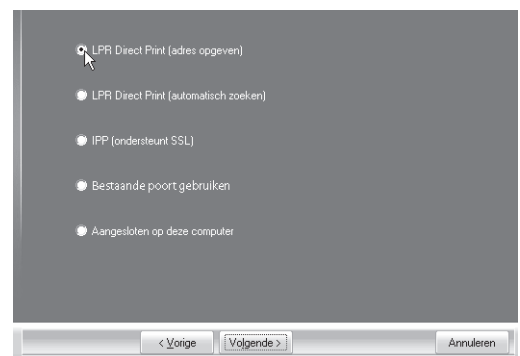 LPR Direct Print (adres opgeven)
LPR Direct Print (automatisch zoeken)
IPP (ondersteunt SSL)
Bestaande poort gebruiken
Aangesloten op deze computer
< Vorige Volgende > Annuleren